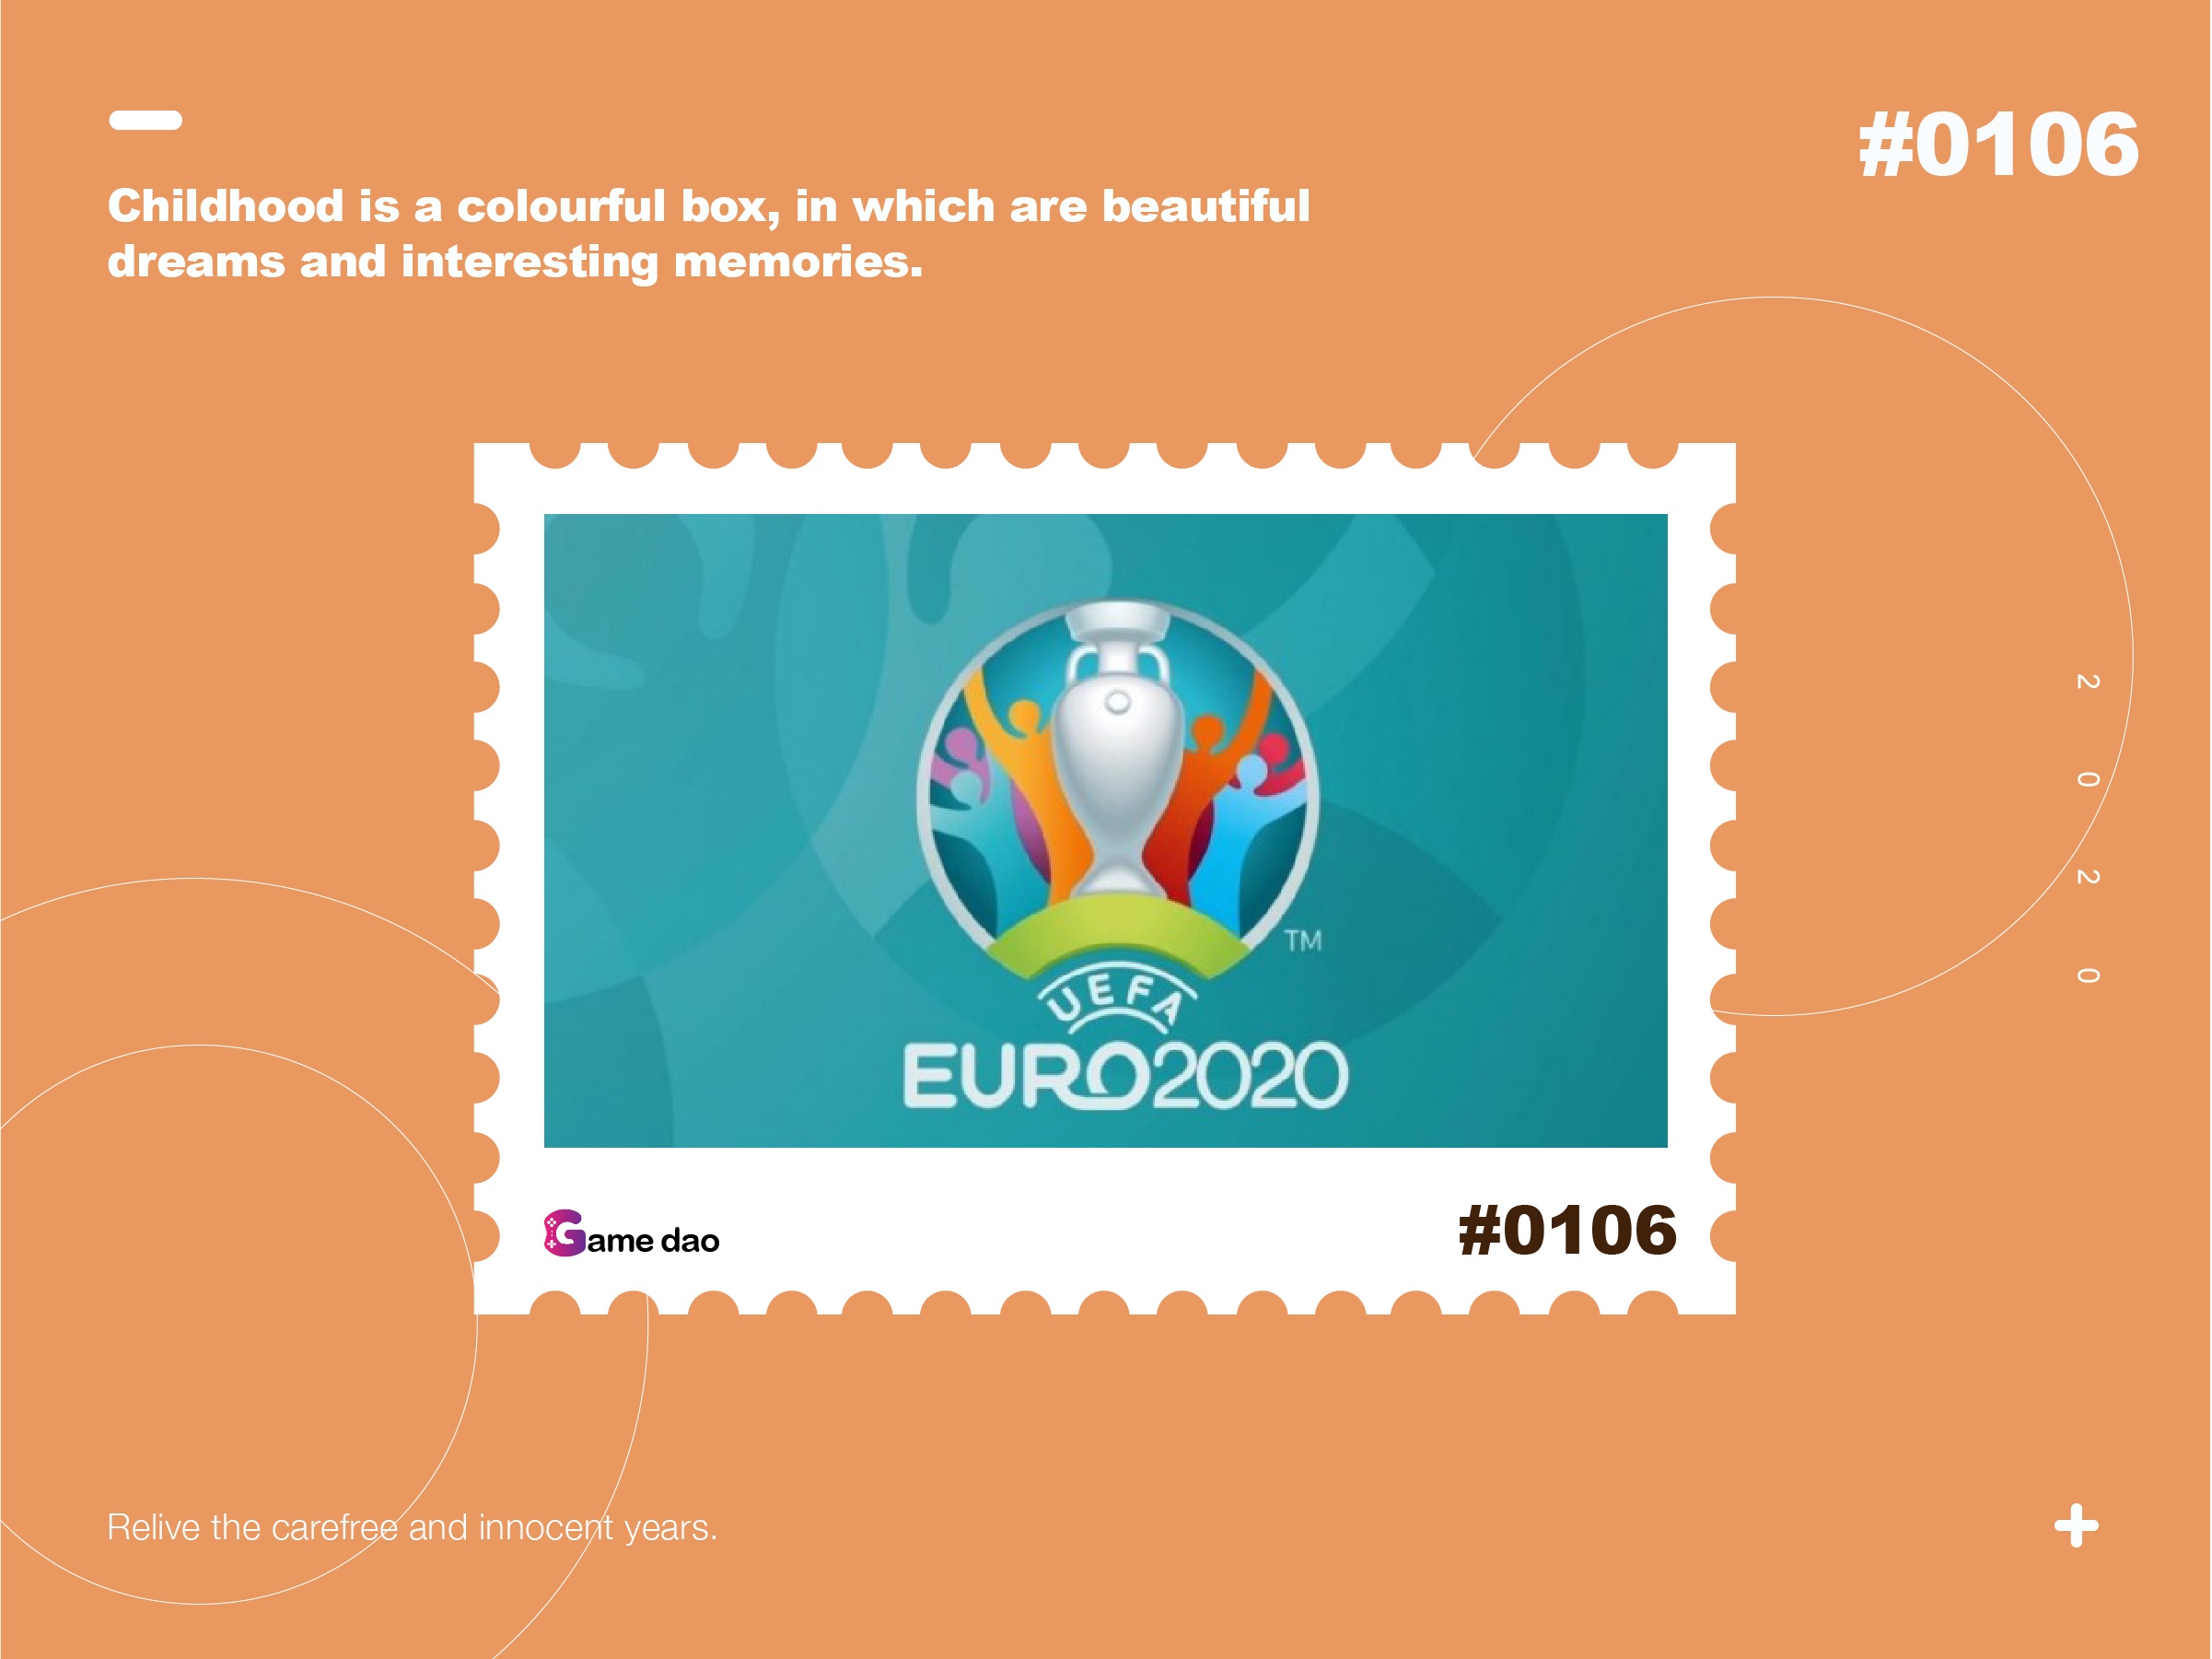 #0106
Childhood is a colourful box, in which are beautiful
dreams and interesting memories.
2020
TM
UEFA
EURO2020
Game dao
#0106
Relive the carefree and innocent years.